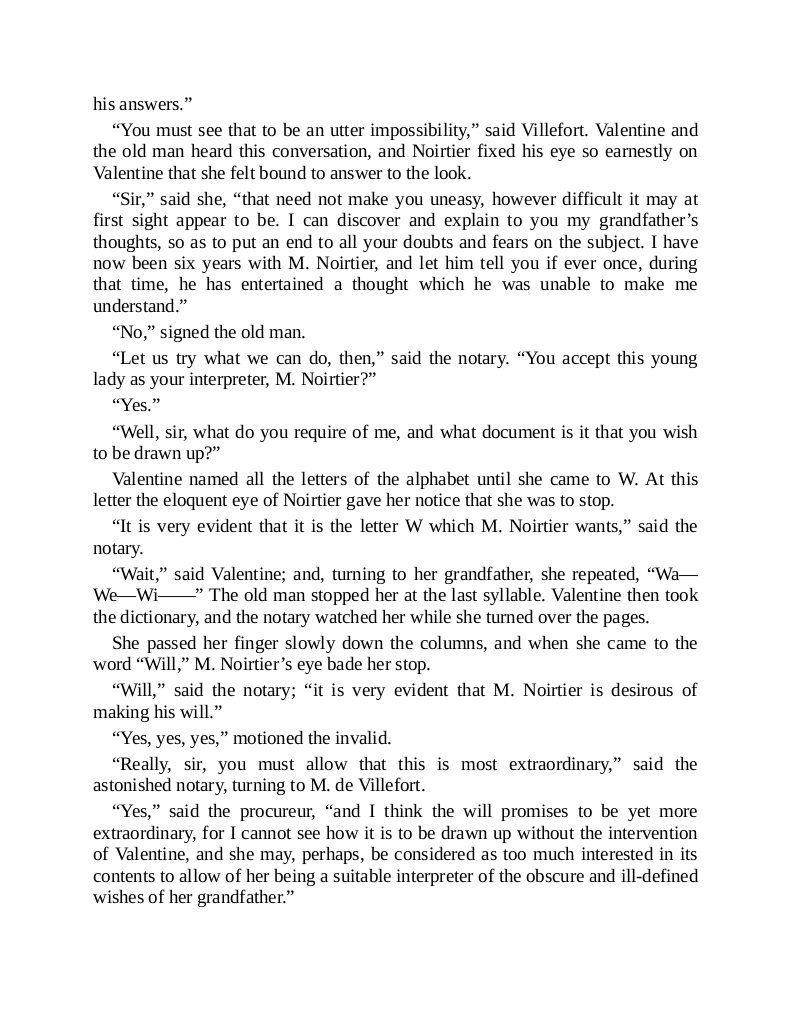 his answers.”
“You must see that to be an utter impossibility,” said Villefort. Valentine and
the old man heard this conversation, and Noirtier fixed his eye so earnestly on
Valentine that she felt bound to answer to the look.
“Sir,” said she, “that need not make you uneasy, however difficult it may at
first sight appear to be. I can discover and explain to you my grandfather’s
thoughts, so as to put an end to all your doubts and fears on the subject. I have
now been six years with M. Noirtier, and let him tell you if ever once, during
that time, he has entertained a thought which he was unable to make me
understand.”
“No,” signed the old man.
“Let us try what we can do, then,” said the notary. “You accept this young
lady as your interpreter, M. Noirtier?”
“Yes.”
“Well, sir, what do you require of me, and what document is it that you wish
to be drawn up?”
Valentine named all the letters of the alphabet until she came to W. At this
letter the eloquent eye of Noirtier gave her notice that she was to stop.
“It is very evident that it is the letter W which M. Noirtier wants,” said the
notary.
“Wait,” said Valentine; and, turning to her grandfather, she repeated, “Wa—
We—Wi——” The old man stopped her at the last syllable. Valentine then took
the dictionary, and the notary watched her while she turned over the pages.
She passed her finger slowly down the columns, and when she came to the
word “Will,” M. Noirtier’s eye bade her stop.
“Will,” said the notary; “it is very evident that M. Noirtier is desirous of
making his will.”
“Yes, yes, yes,” motioned the invalid.
“Really, sir, you must allow that this is most extraordinary,” said the
astonished notary, turning to M. de Villefort.
“Yes,” said the procureur, “and I think the will promises to be yet more
extraordinary, for I cannot see how it is to be drawn up without the intervention
of Valentine, and she may, perhaps, be considered as too much interested in its
contents to allow of her being a suitable interpreter of the obscure and ill-defined
wishes of her grandfather.”